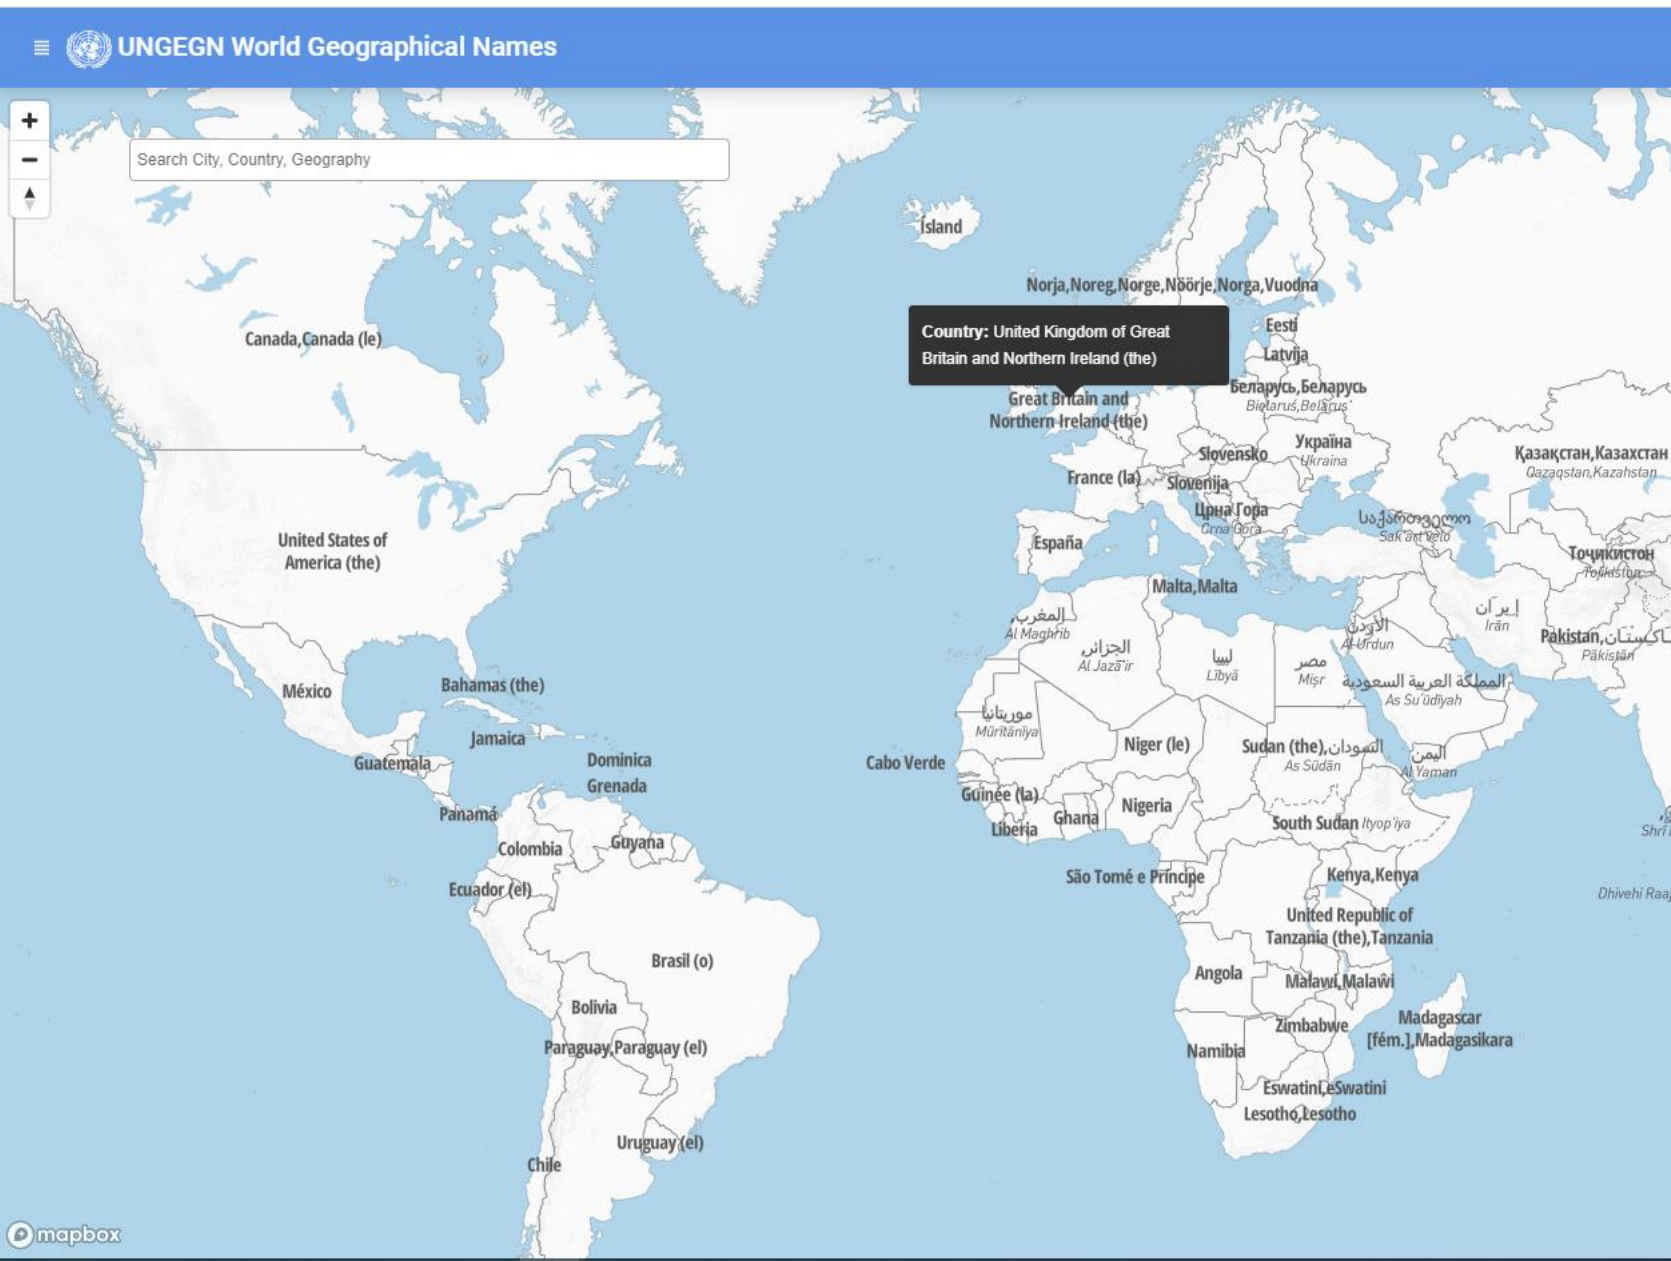 UNGEGN World Geographical Names
Search City, Country, Geography
Ísland
Norja,Noreg,Norge,Nöörje,Norga,Vuodna
Country: United Kingdom of Great
Britain and Northern Ireland (the)
Eesti
Latvija
Canada,Canada (le)
Беларусь,Беларусь
Bielaruś,Belarus'
Great Britain and
Northern Ireland (the)
Україна
Ukraina
Slovensko
Қазақстан,Казахстан
Qazaqstan,Kazahstan
France (la)
Slovenija
Црна Гора
Crna Gora
საქართველო
Sak'art'velo
United States of
America (the)
España
Тоҷикистон
Tojikiston
Malta,Malta
المغرب,
Al Maghrib
الجزائر,
Al Jazā'ir
ليبيا
Lībyā
مصر
Mişr
الأردن
Al Urdun
إيران
Irān
Pakistan,
Pākistān
المملكة العربية السعودية
As Su'ūdīyah
México
Bahamas (the)
موريتانيا
Mūrītānīya
Jamaica
Guatemala
Dominica
Grenada
Cabo Verde
Niger (le)
Sudan (the),السودان
As Sūdān
اليمن
Al Yaman
Guinée (la)
Nigeria
Ghana
Liberia
South Sudan
Ityop'iya
Panamá
Colombia
Guyana
Ecuador (el)
São Tomé e Príncipe
Kenya,Kenya
Dhivehi Raaj
United Republic of
Tanzania (the),Tanzania
Brasil (o)
Angola
Malawi,Malaŵi
Bolivia
Zimbabwe
Madagascar
[fém.],Madagasikara
Paraguay,Paraguay (el)
Namibia
Eswatini,eSwatini
Lesotho,Lesotho
Uruguay (el)
Chile
mapbox